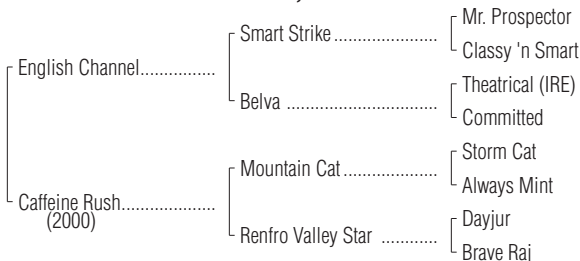 Mr. Prospector
Smart Strike .....................
Classy 'n Smart
English Channel................
Theatrical (IRE)
Belva ..............................
Committed
Storm Cat
Mountain Cat...................
Always Mint
Caffeine Rush...................
(2000)
Dayjur
Renfro Valley Star ............
Brave Raj